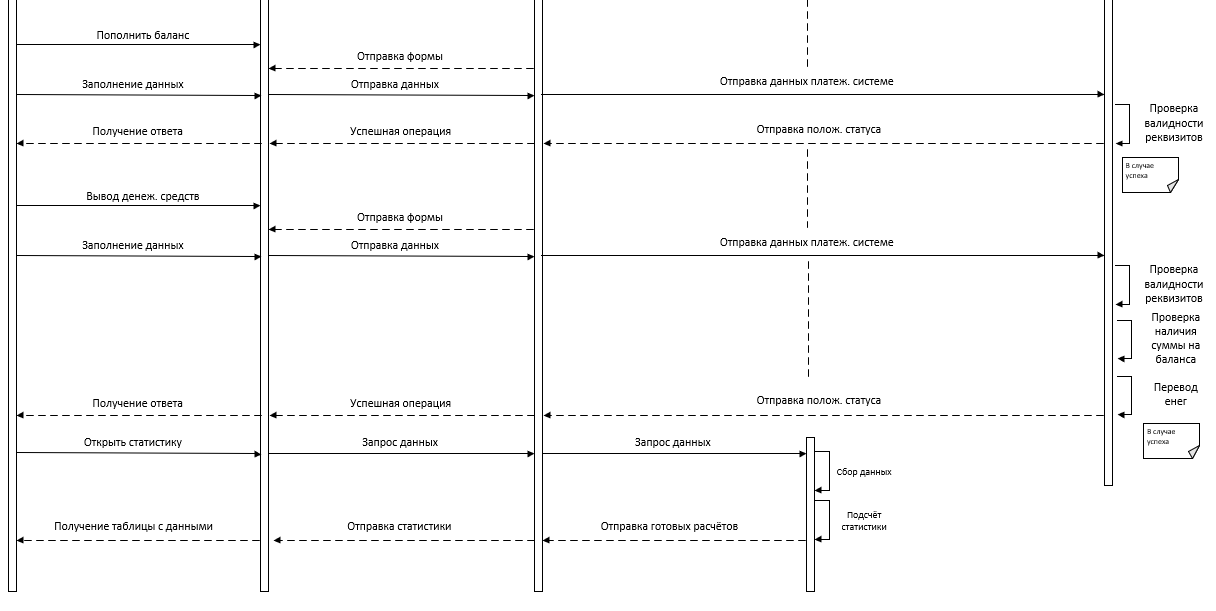 Пополнить баланс
Отправка формы
Заполнение данных
Отправка данных
Отправка данных платеж. системе
Проверка
валидности
реквизитов
Получение ответа
Успешная операция
Отправка полож. статуса
В случае
успеха
Вывод денеж. средств
Отправка формы
Заполнение данных
Отправка данных
Отправка данных платеж. системе
Проверка
валидности
реквизитов
Проверка
наличия
суммы на
баланса
Перевод
енег
Получение ответа
Успешная операция
Отправка полож. статуса
В случае
успеха
Открыть статистику
Запрос данных
Запрос данных
Сбор данных
Подсчёт
статистики
Получение таблицы с данными
Отправка статистики
Отправка готовых расчётов